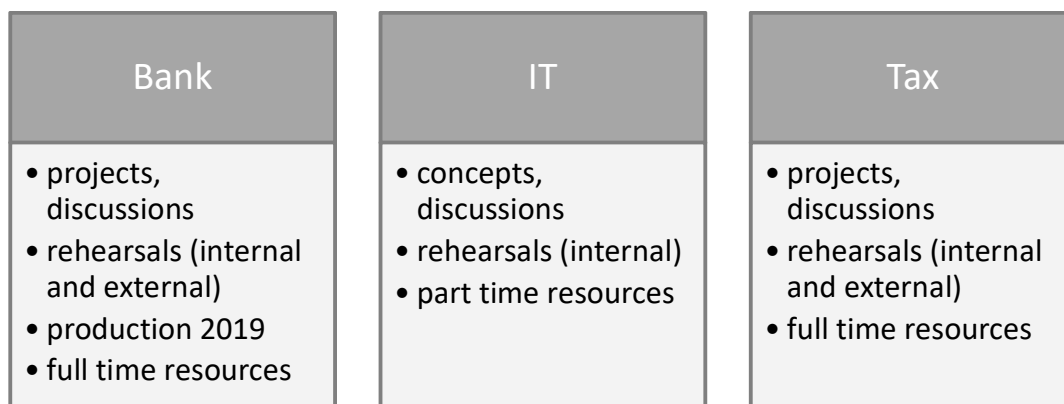 Bank
• projects,
discussions
• rehearsals (internal
and external)
• production 2019
• full time resources
IT
• concepts,
discussions
• rehearsals (internal)
• part time resources
Tax
• projects,
discussions
• rehearsals (internal
and external)
• full time resources